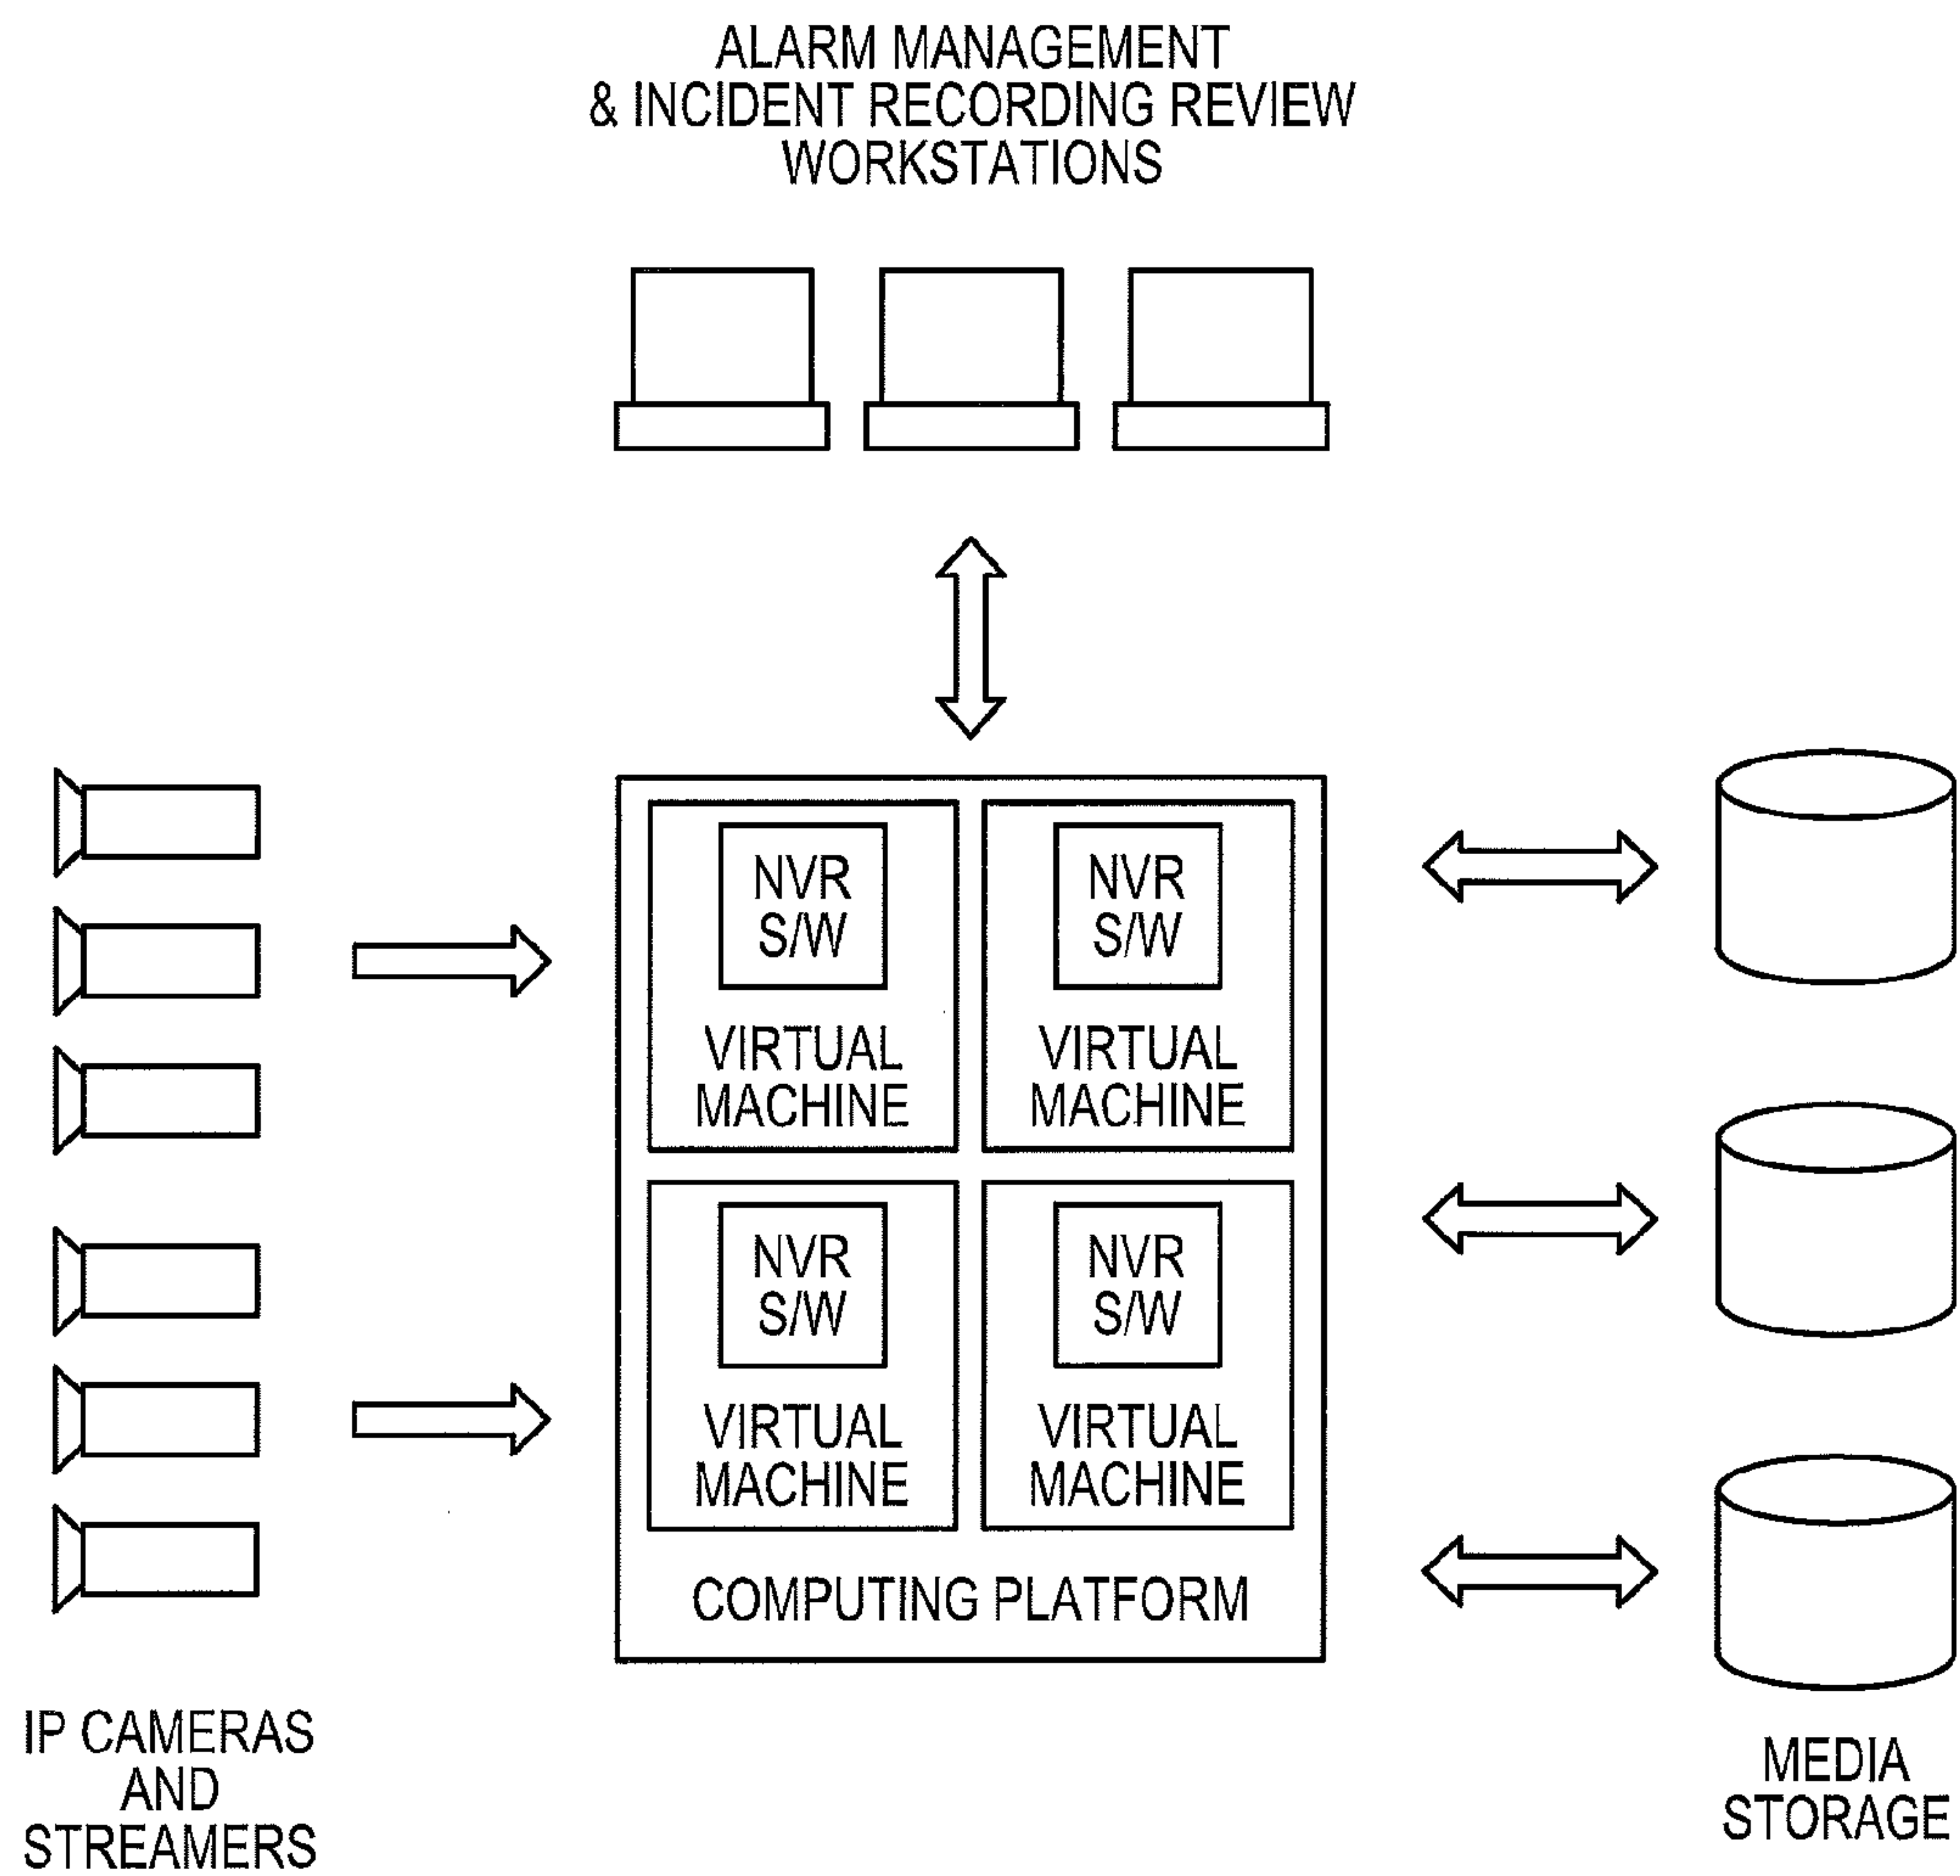 ALARM MANAGEMENT
& INCIDENT RECORDING REVIEW
WORKSTATIONS
NVR
S/W
VIRTUAL
MACHINE
NVR
S/W
VIRTUAL
MACHINE
NVR
S/W
VIRTUAL
MACHINE
NVR
S/W
VIRTUAL
MACHINE
COMPUTING PLATFORM
IP CAMERAS
AND
STREAMERS
MEDIA
STORAGE